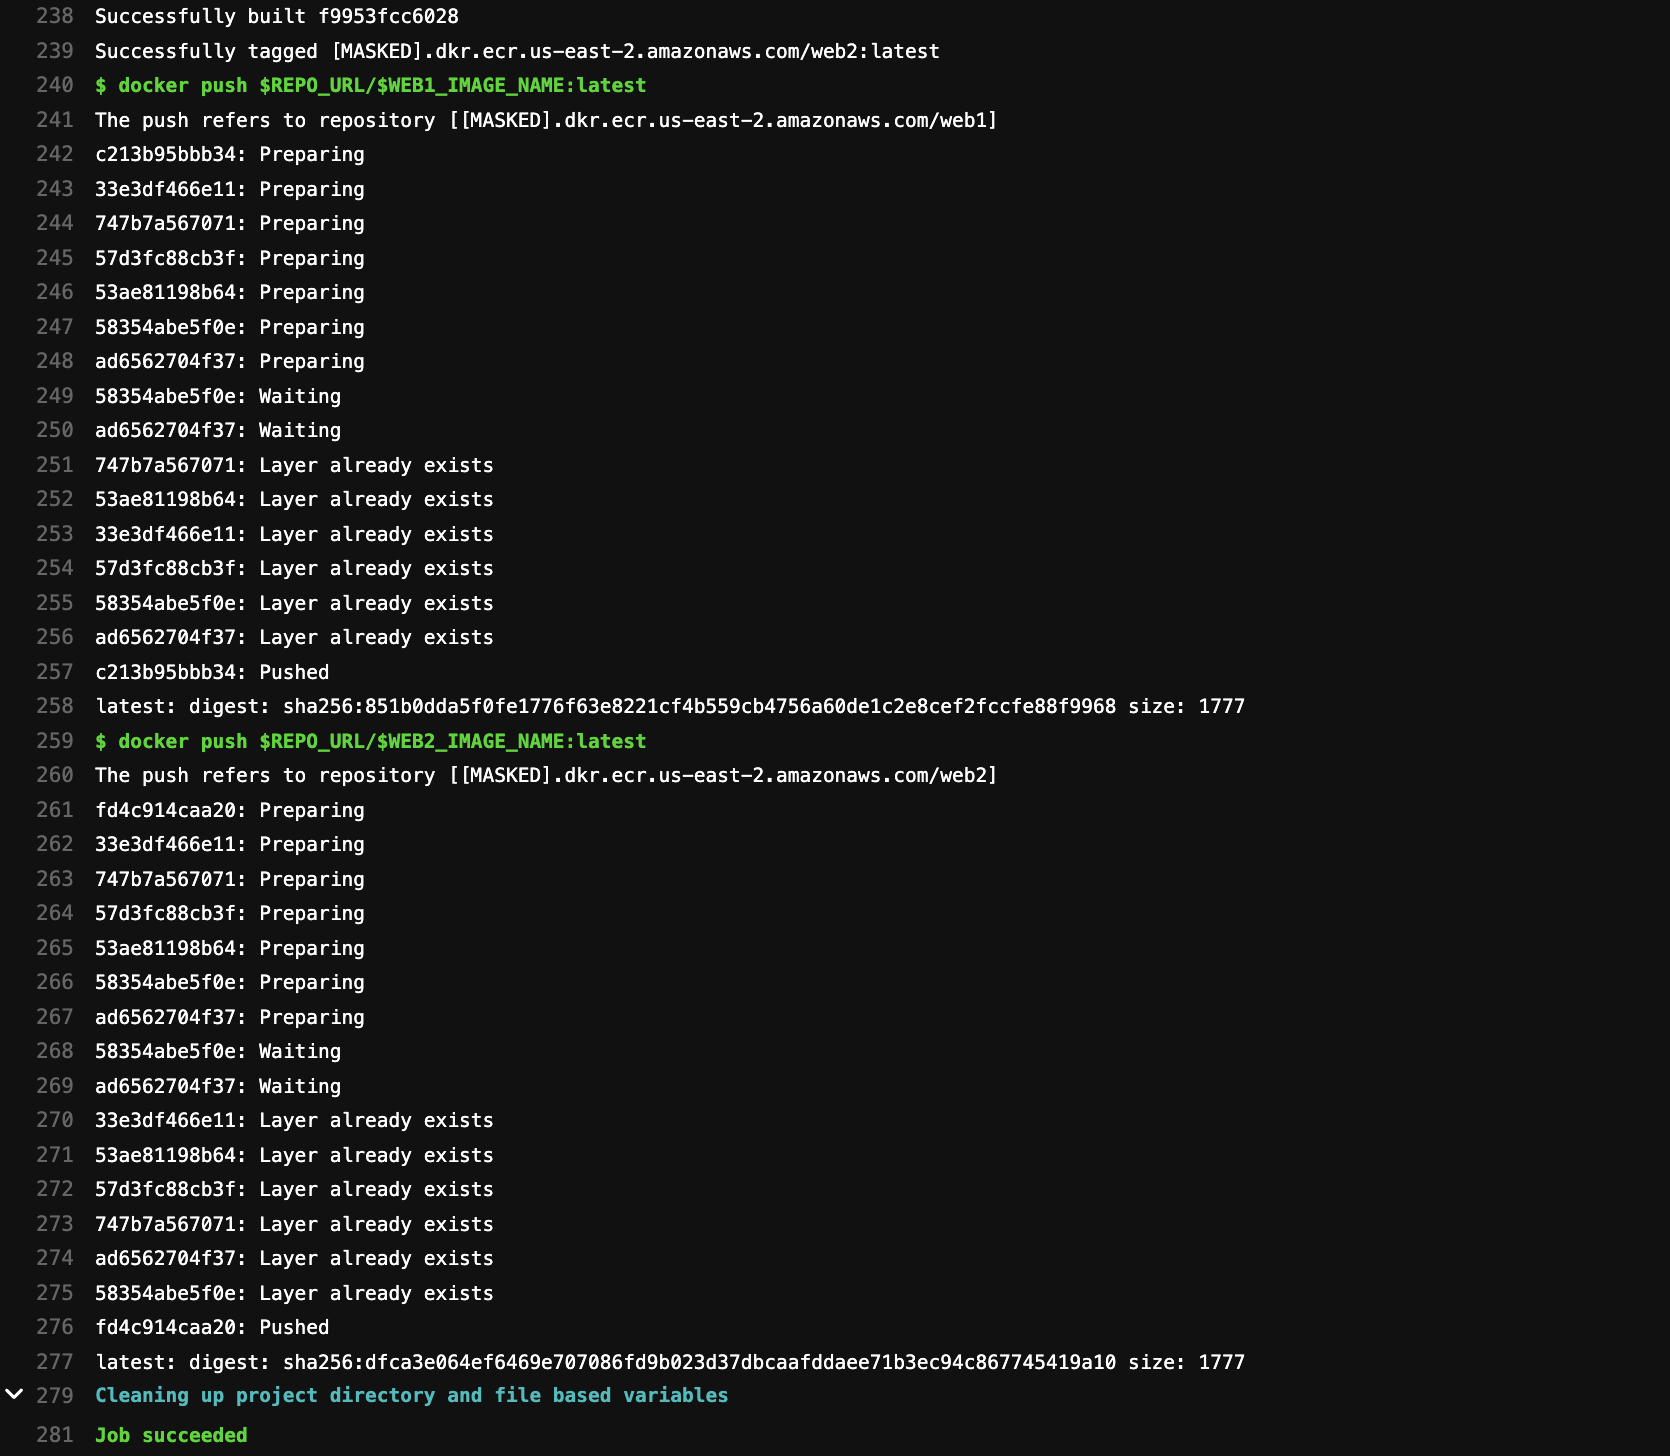 238 Successfully built f9953fcc6028
239 Successfully tagged [MASKED].dkr.ecr.us-east-2.amazonaws.com/web2:latest
240 $ docker push $REPO_URL/$WEB1_IMAGE_NAME:latest
241 The push refers to repository [[MASKED].dkr.ecr.us-east-2.amazonaws.com/web1]
242 c213b95bbb34: Preparing
243 33e3df466e11: Preparing
244 747b7a567071: Preparing
245 57d3fc88cb3f: Preparing
246 53ae81198b64: Preparing
247 58354abe5f0e: Preparing
248 ad6562704f37: Preparing
249 58354abe5f0e: Waiting
250 ad6562704f37: Waiting
251 747b7a567071: Layer already exists
252 53ae81198b64: Layer already exists
253 33e3df466e11: Layer already exists
254 57d3fc88cb3f: Layer already exists
255 58354abe5f0e: Layer already exists
256 ad6562704f37: Layer already exists
257 c213b95bbb34: Pushed
258 latest: digest: sha256:851b0dda5f0fe1776f63e8221cf4b559cb4756a60de1c2e8cef2fccfe88f9968 size: 1777
259 $ docker push $REPO_URL/$WEB2_IMAGE_NAME:latest
260 The push refers to repository [[MASKED].dkr.ecr.us-east-2.amazonaws.com/web2]
261 fd4c914caa20: Preparing
262 33e3df466e11: Preparing
263 747b7a567071: Preparing
264 57d3fc88cb3f: Preparing
265 53ae81198b64: Preparing
266 58354abe5f0e: Preparing
267 ad6562704f37: Preparing
268 58354abe5f0e: Waiting
269 ad6562704f37: Waiting
270 33e3df466e11: Layer already exists
271 53ae81198b64: Layer already exists
272 57d3fc88cb3f: Layer already exists
273 747b7a567071: Layer already exists
274 ad6562704f37: Layer already exists
275 58354abe5f0e: Layer already exists
276 fd4c914caa20: Pushed
277 latest: digest: sha256:dfca3e064ef6469e707086fd9b023d37dbcaafddaee71b3ec94c867745419a10 size: 1777
279 Cleaning up project directory and file based variables
281 Job succeeded